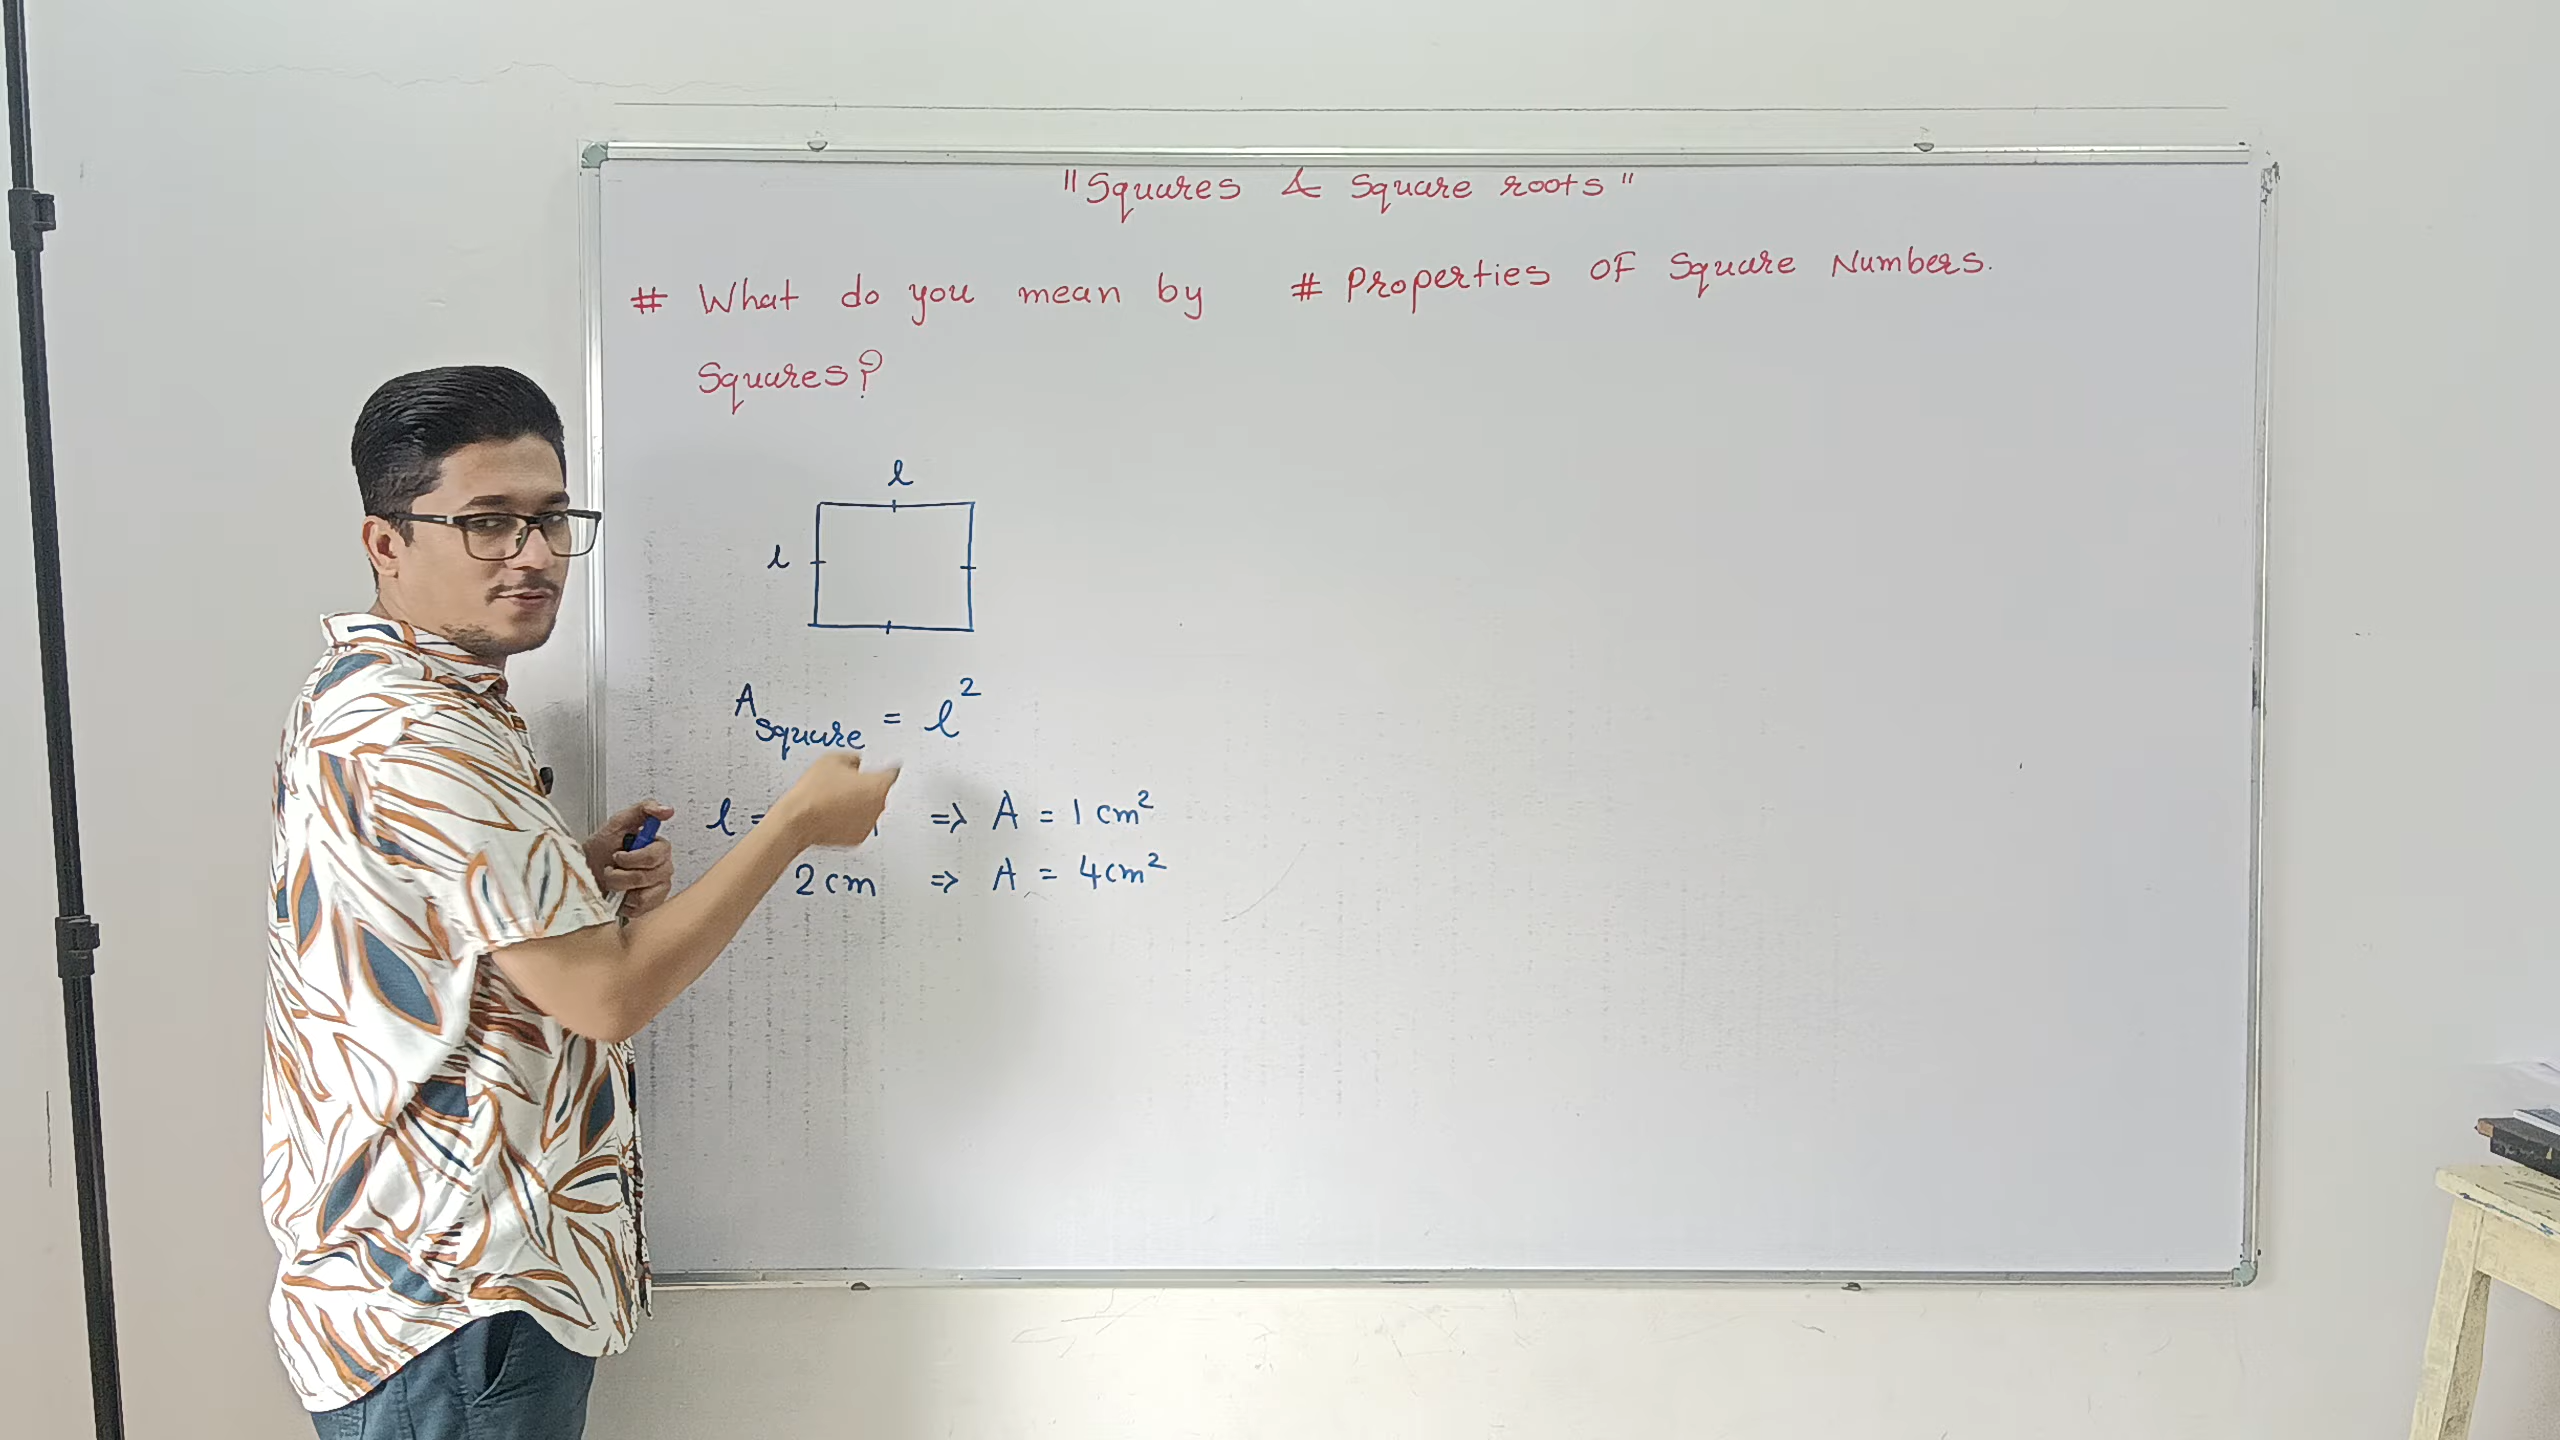 "Squares & Square roots"
# What do you mean by
Squares?
l
l
A square = l²
l = => A = 1 cm²
2 cm => A = 4cm²
# Properties OF Square Numbers.